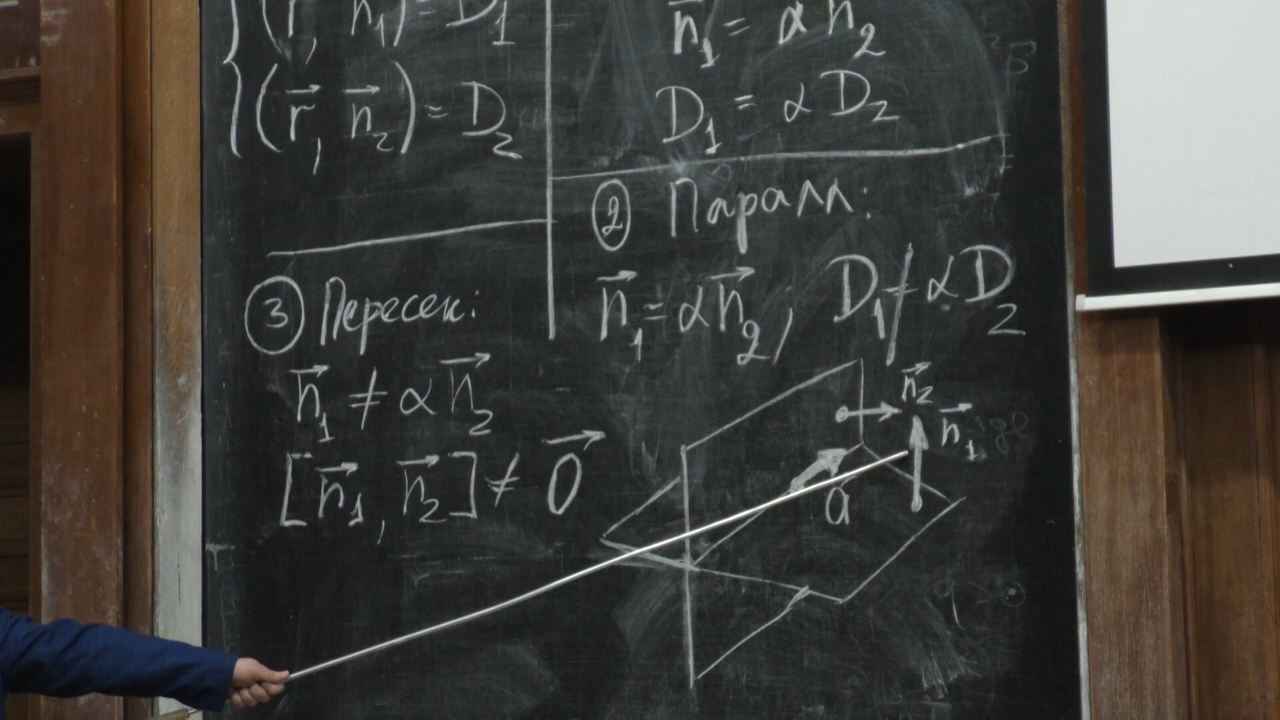 (r⃗, n⃗₁) = D₁
(r⃗, n⃗₂) = D₂
n⃗₁ = α n⃗₂
D₁ = α D₂
② Паралл:
n⃗₁ = α n⃗₂, D₁ ≠ α D₂
③ Пересек:
n⃗₁ ≠ α n⃗₂
[n⃗₁, n⃗₂] ≠ 0⃗
n⃗₂
n⃗₁
a